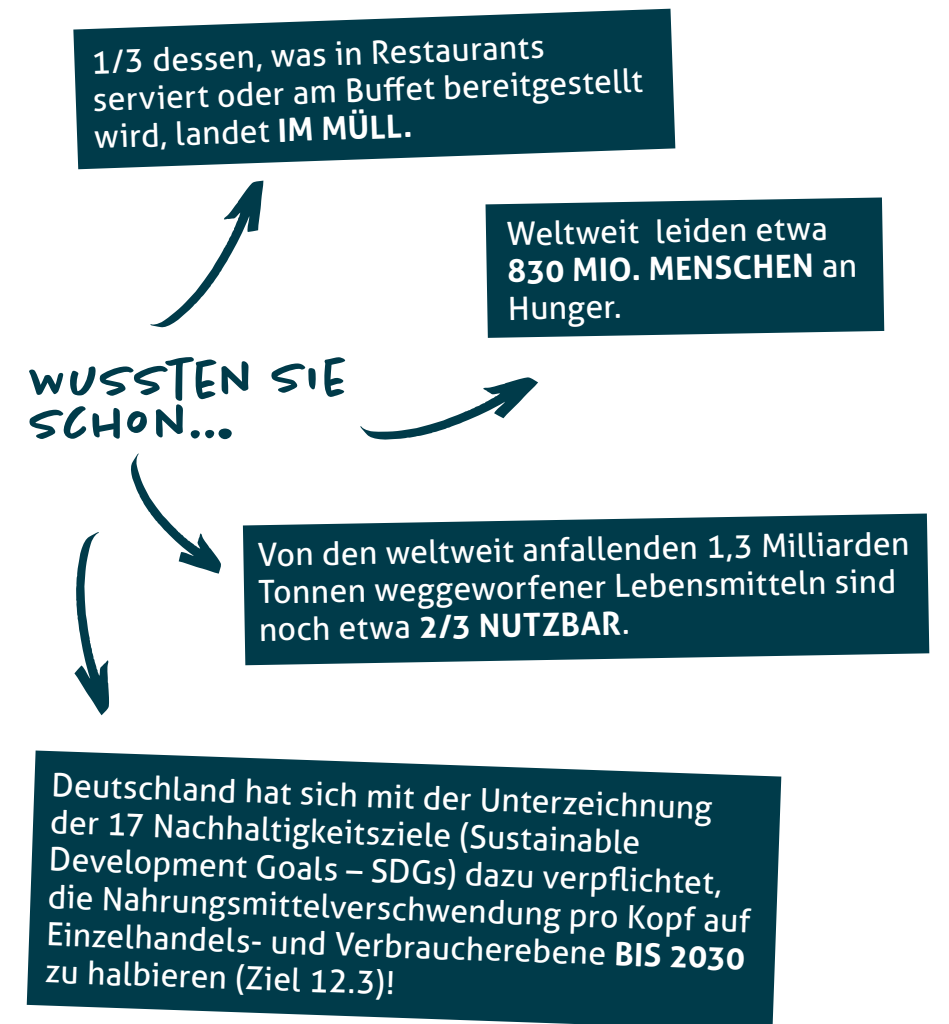 1/3 dessen, was in Restaurants
serviert oder am Buffet bereitgestellt
wird, landet IM MÜLL.
Weltweit leiden etwa
830 MIO. MENSCHEN an
Hunger.
WUSSTEN SIE
SCHON...
Von den weltweit anfallenden 1,3 Milliarden
Tonnen weggeworfener Lebensmitteln sind
noch etwa 2/3 NUTZBAR.
Deutschland hat sich mit der Unterzeichnung
der 17 Nachhaltigkeitsziele (Sustainable
Development Goals – SDGs) dazu verpflichtet,
die Nahrungsmittelverschwendung pro Kopf auf
Einzelhandels- und Verbraucherebene BIS 2030
zu halbieren (Ziel 12.3)!